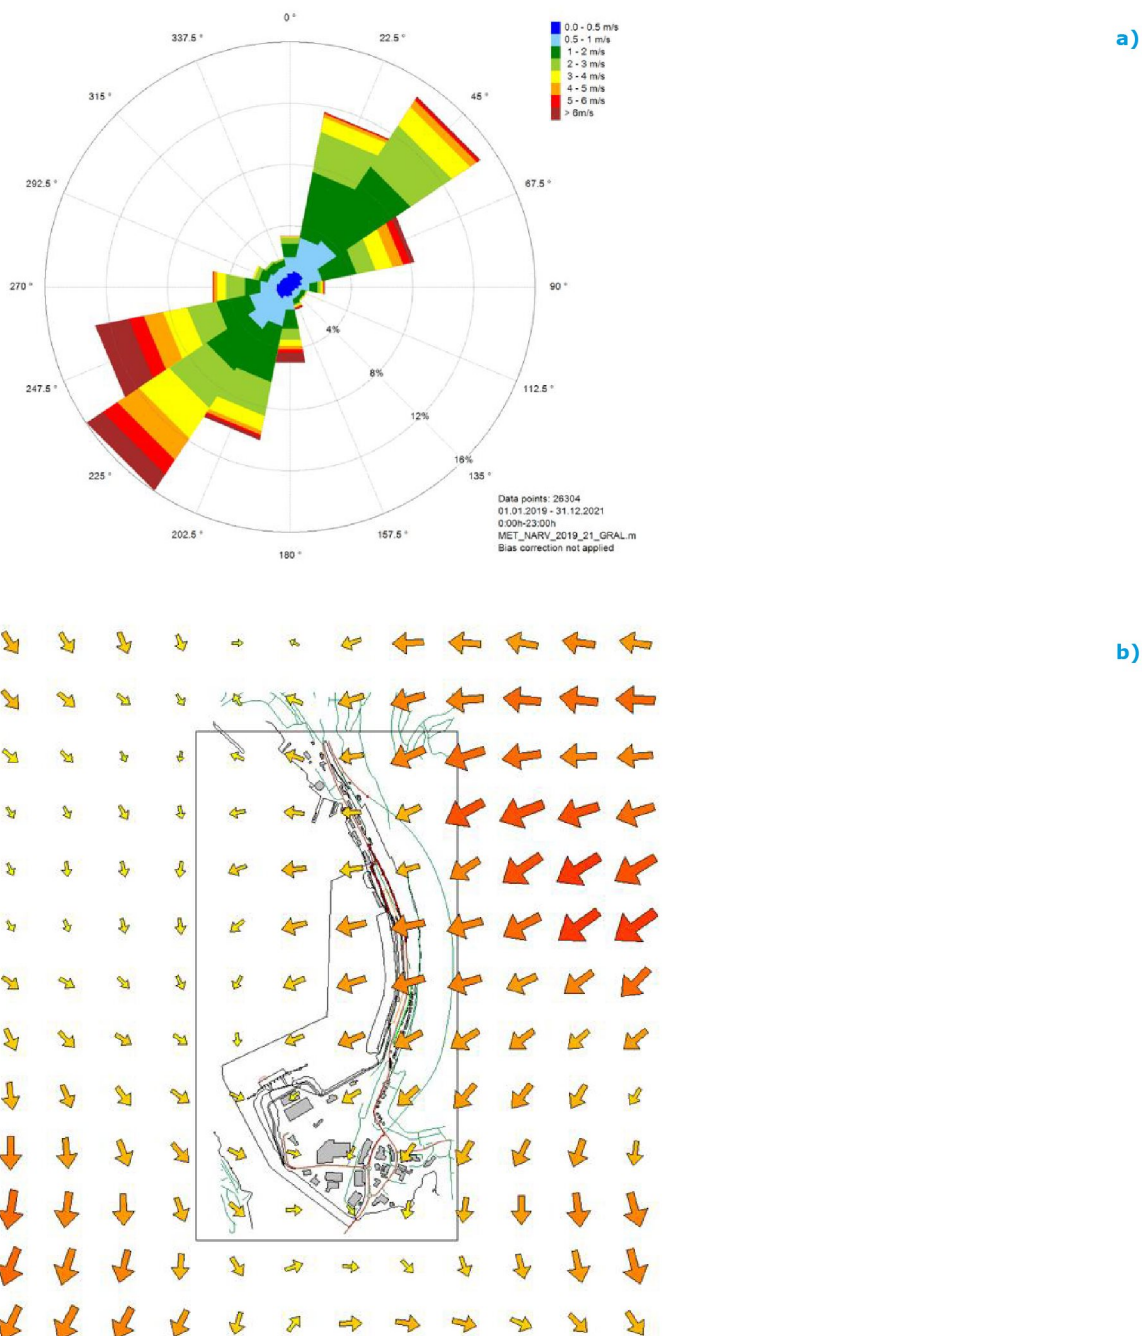 0 °
22.5 °
45 °
67.5 °
90 °
112.5 °
135 °
157.5 °
180 °
202.5 °
225 °
247.5 °
270 °
292.5 °
315 °
337.5 °
4%
8%
12%
16%
0.0 - 0.5 m/s
0.5 - 1 m/s
1 - 2 m/s
2 - 3 m/s
3 - 4 m/s
4 - 5 m/s
5 - 6 m/s
> 6m/s
a)
Data points: 26304
01.01.2019 - 31.12.2021
0:00h-23:00h
MET_NARV_2019_21_GRAL.m
Bias correction not applied
b)